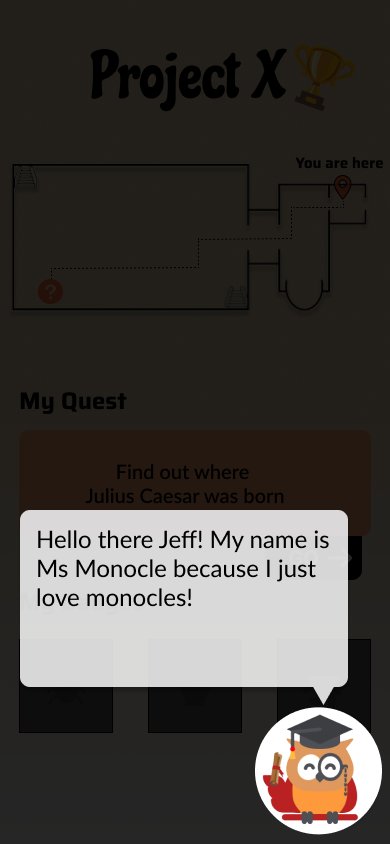 Project X
You are here
?
My Quest
Find out where
Julius Caesar was born
Hello there Jeff! My name is
Ms Monocle because I just
love monocles!